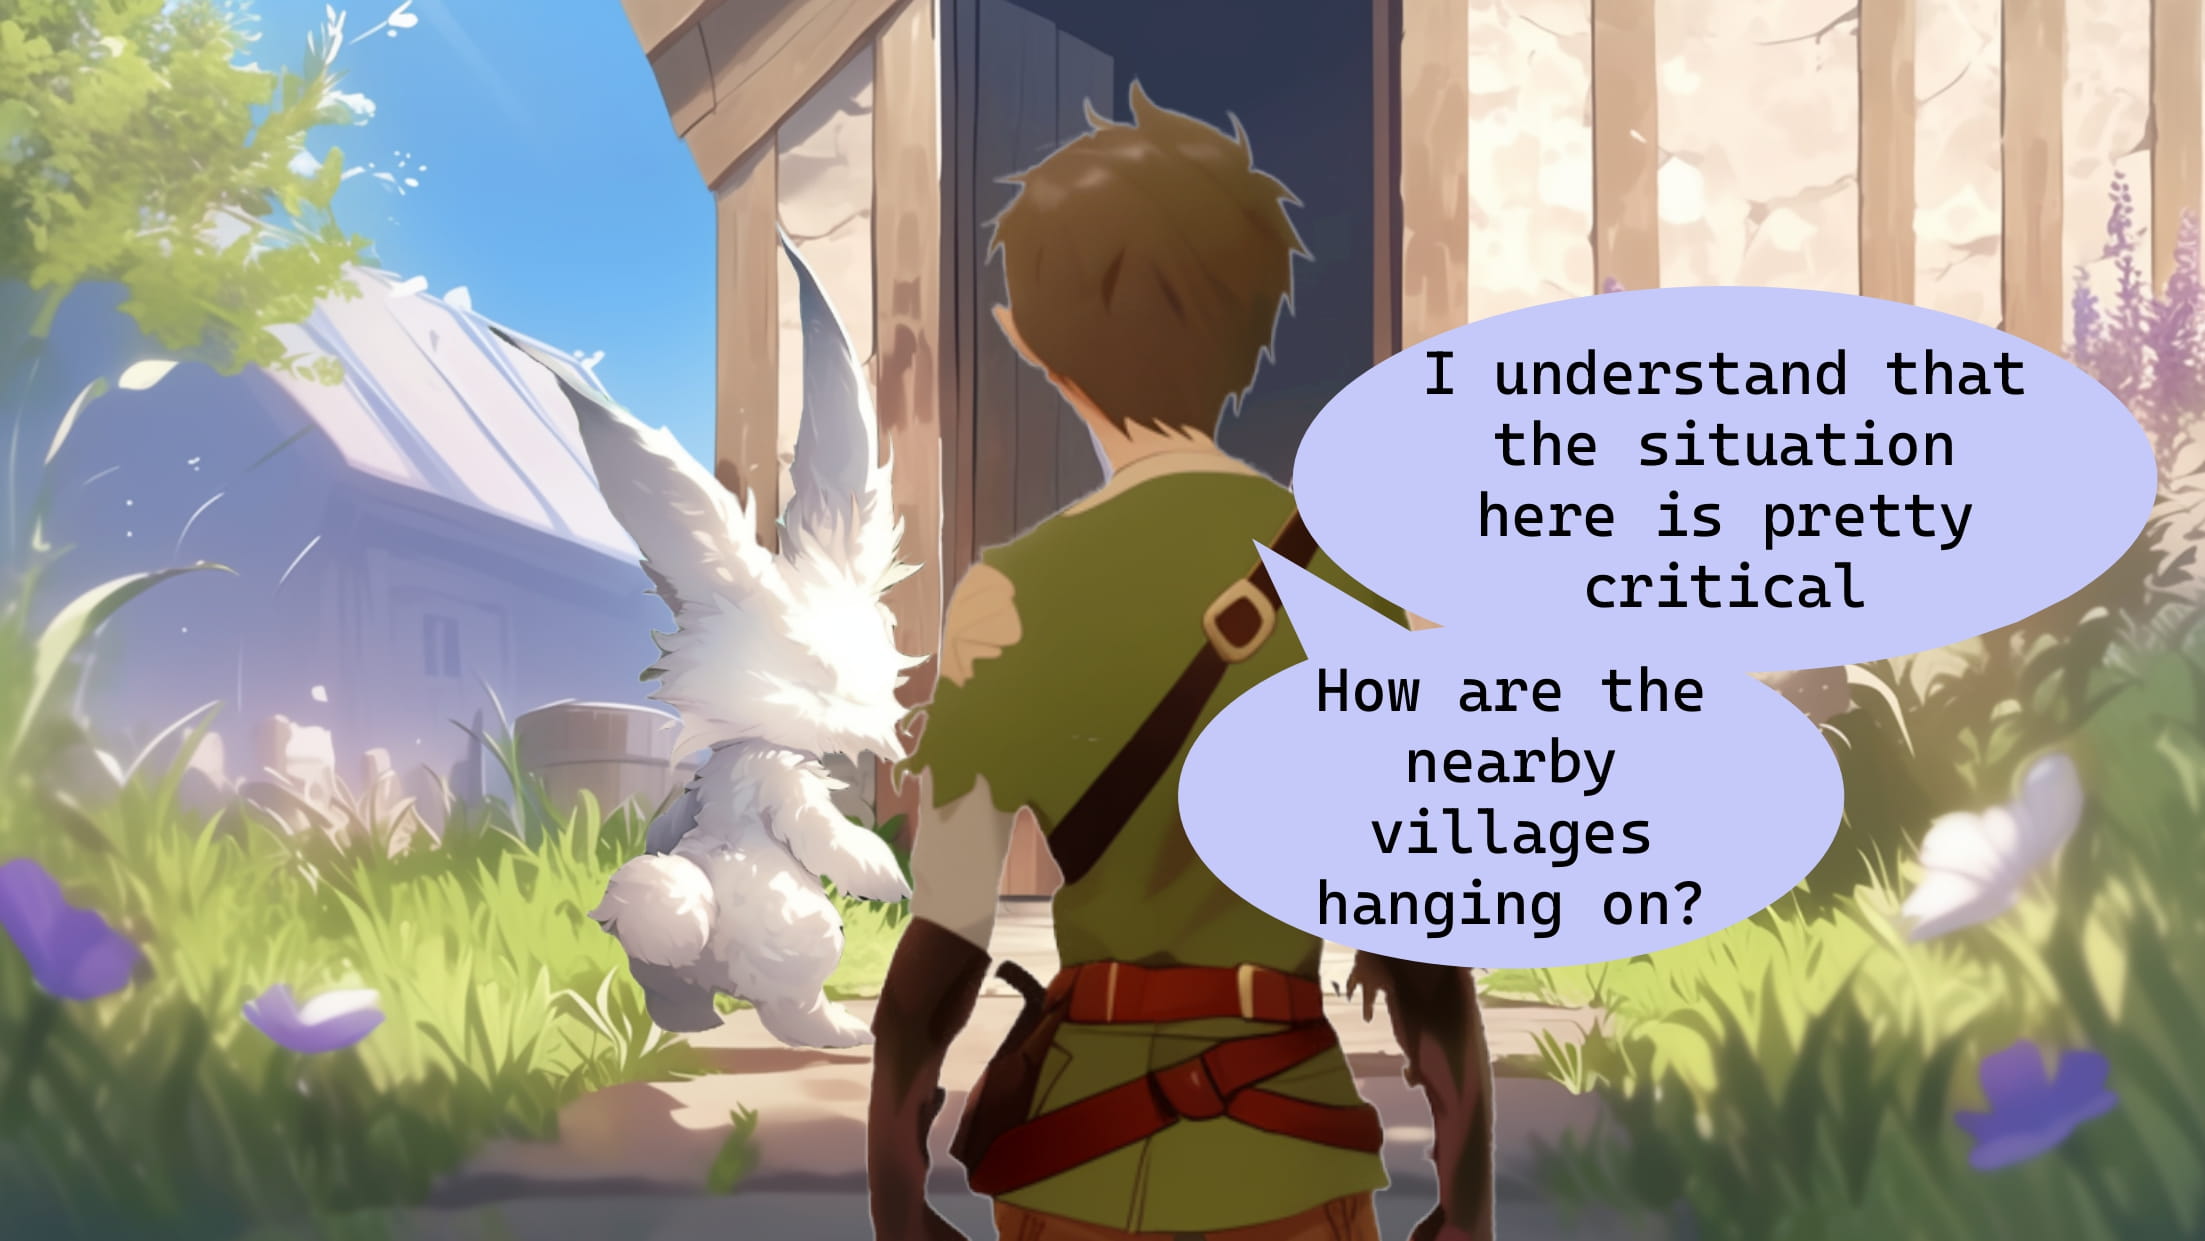 I understand that
the situation
here is pretty
critical
How are the
nearby
villages
hanging on?